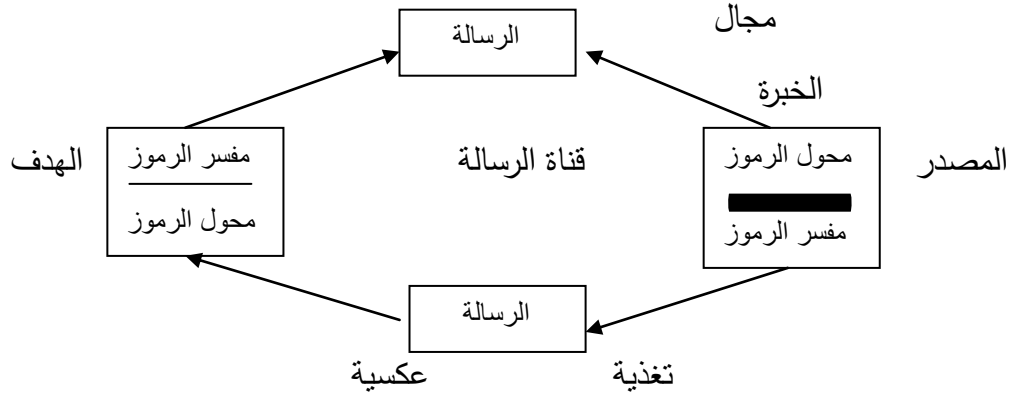 مجال
الرسالة
الخبرة
المصدر
محول الرموز
مفسر الرموز
قناة الرسالة
مفسر الرموز
محول الرموز
الهدف
الرسالة
تغذية
عكسية